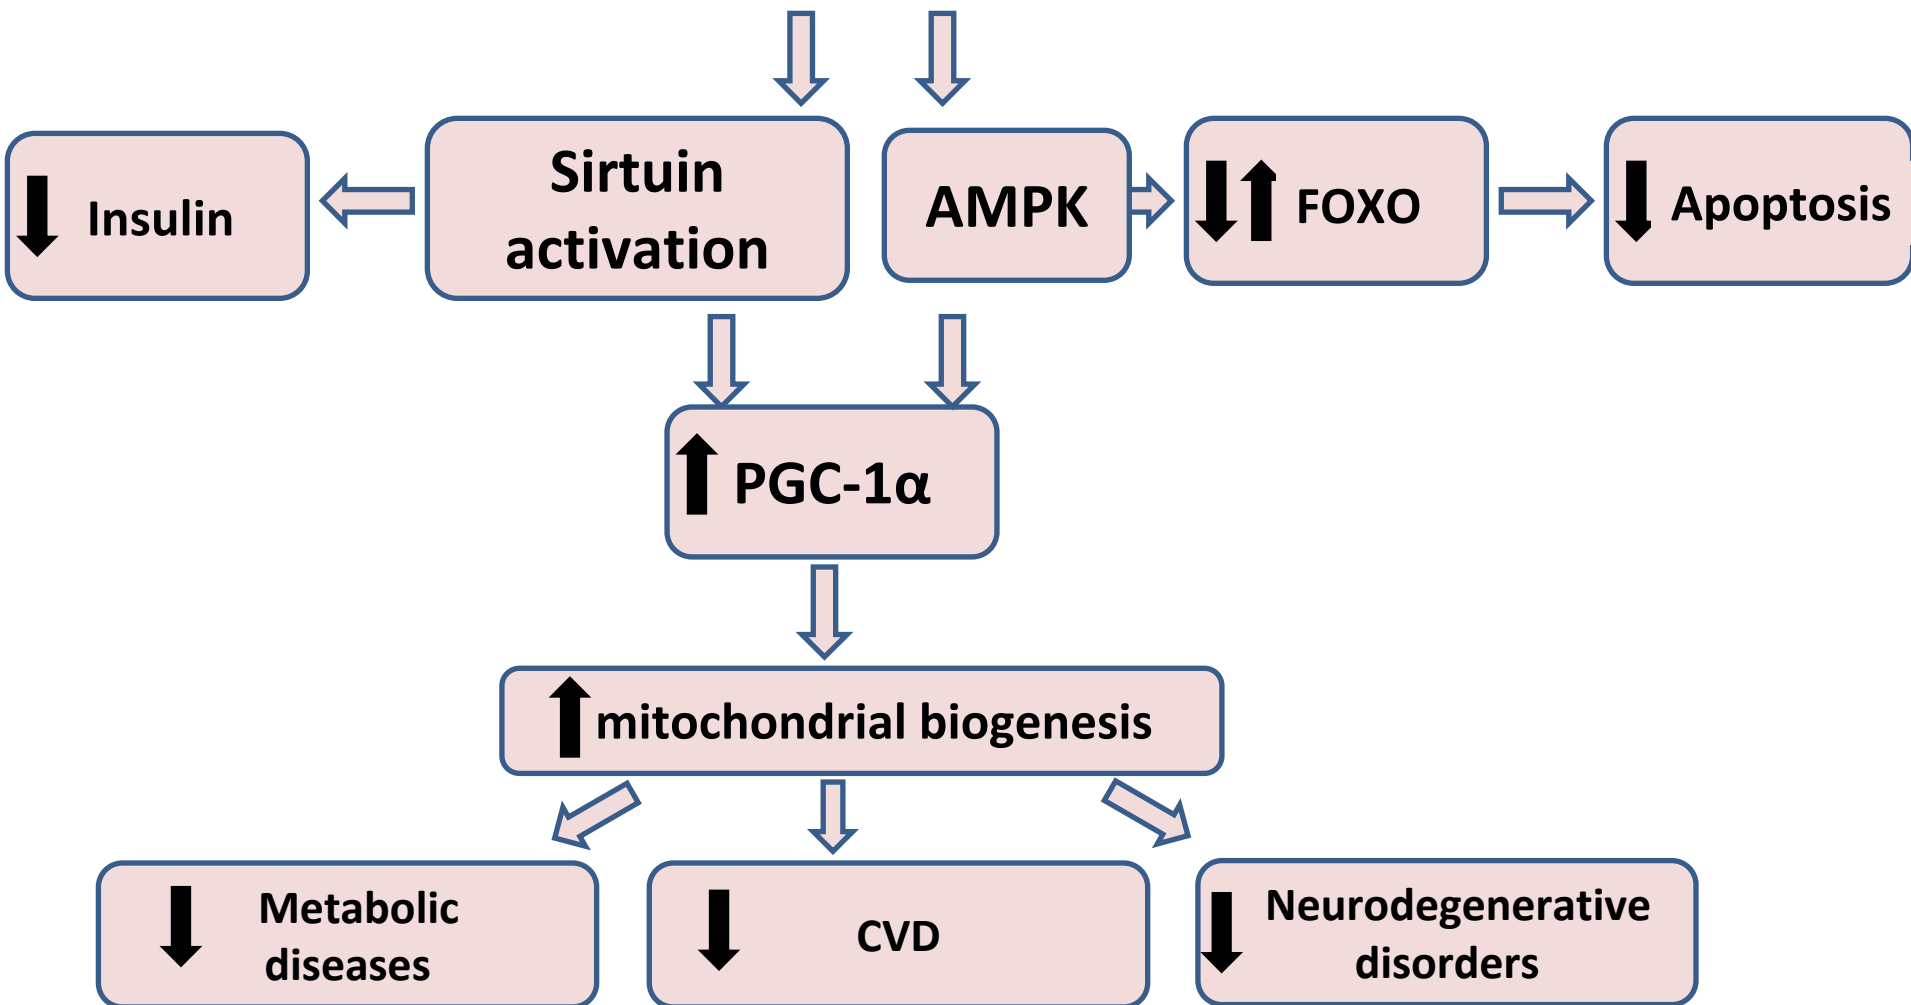 Insulin
Sirtuin
activation
AMPK
FOXO
Apoptosis
PGC-1α
mitochondrial biogenesis
Metabolic
diseases
CVD
Neurodegenerative
disorders